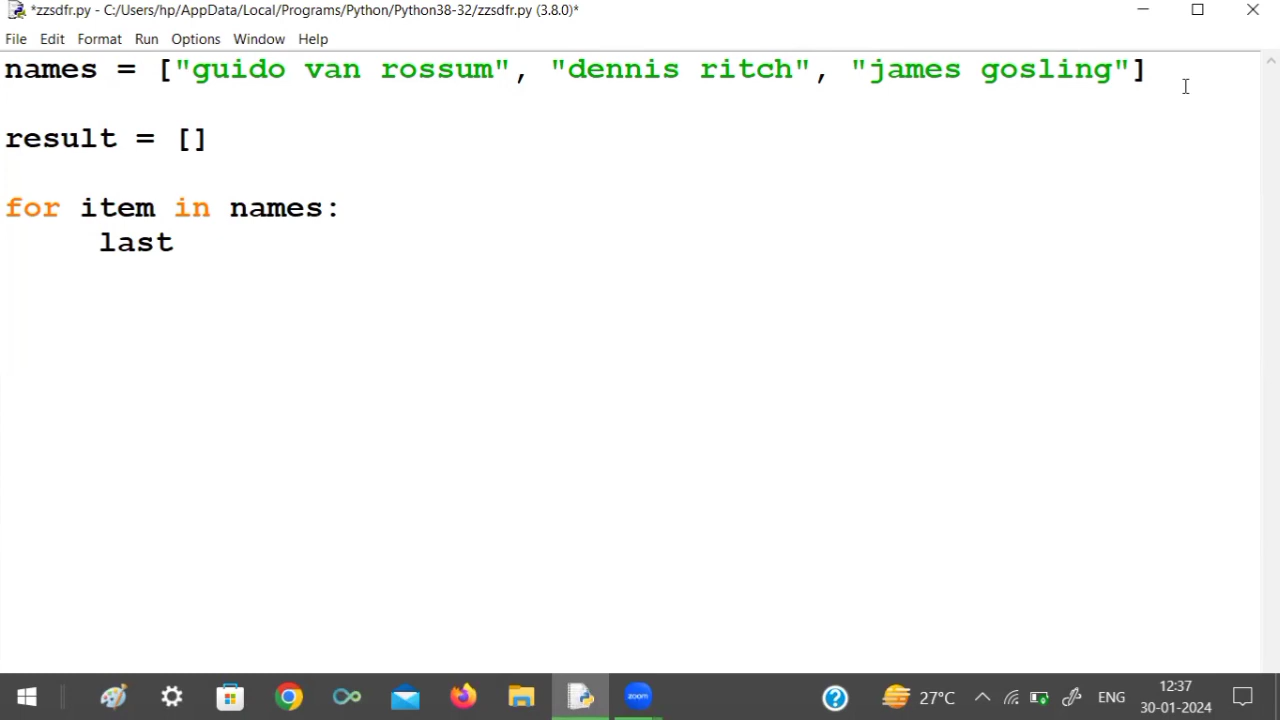 *zzsdfr.py - C:/Users/hp/AppData/Local/Programs/Python/Python38-32/zzsdfr.py (3.8.0)*
File Edit Format Run Options Window Help
names = ["guido van rossum", "dennis ritch", "james gosling"]
result = []
for item in names:
     last
zoom
27°C
ENG
12:37
30-01-2024